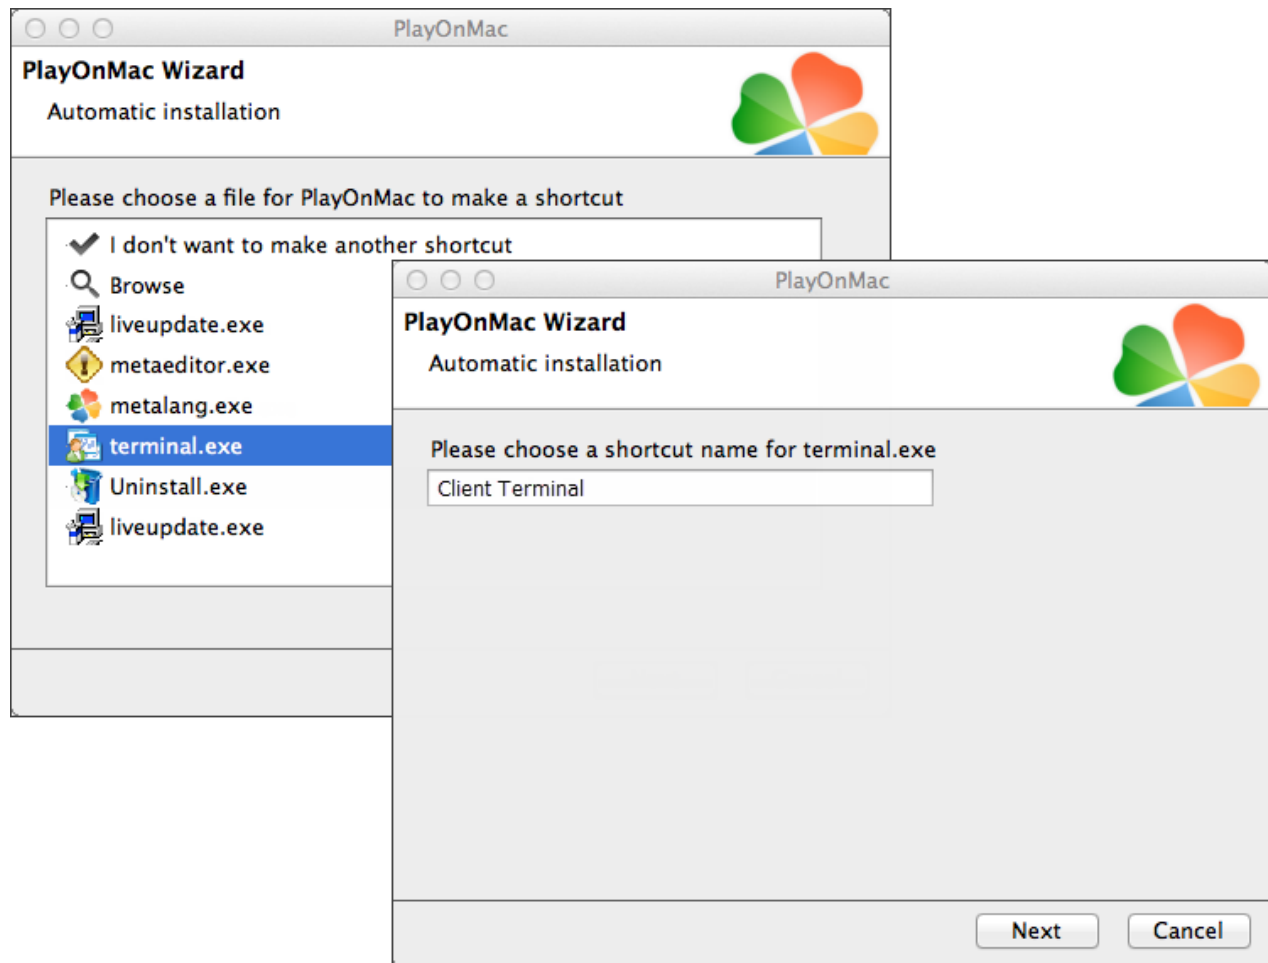 PlayOnMac
PlayOnMac Wizard
Automatic installation
Please choose a file for PlayOnMac to make a shortcut
I don't want to make another shortcut
Browse
liveupdate.exe
metaeditor.exe
metalang.exe
terminal.exe
Uninstall.exe
liveupdate.exe
PlayOnMac
PlayOnMac Wizard
Automatic installation
Please choose a shortcut name for terminal.exe
Client Terminal
Next
Cancel